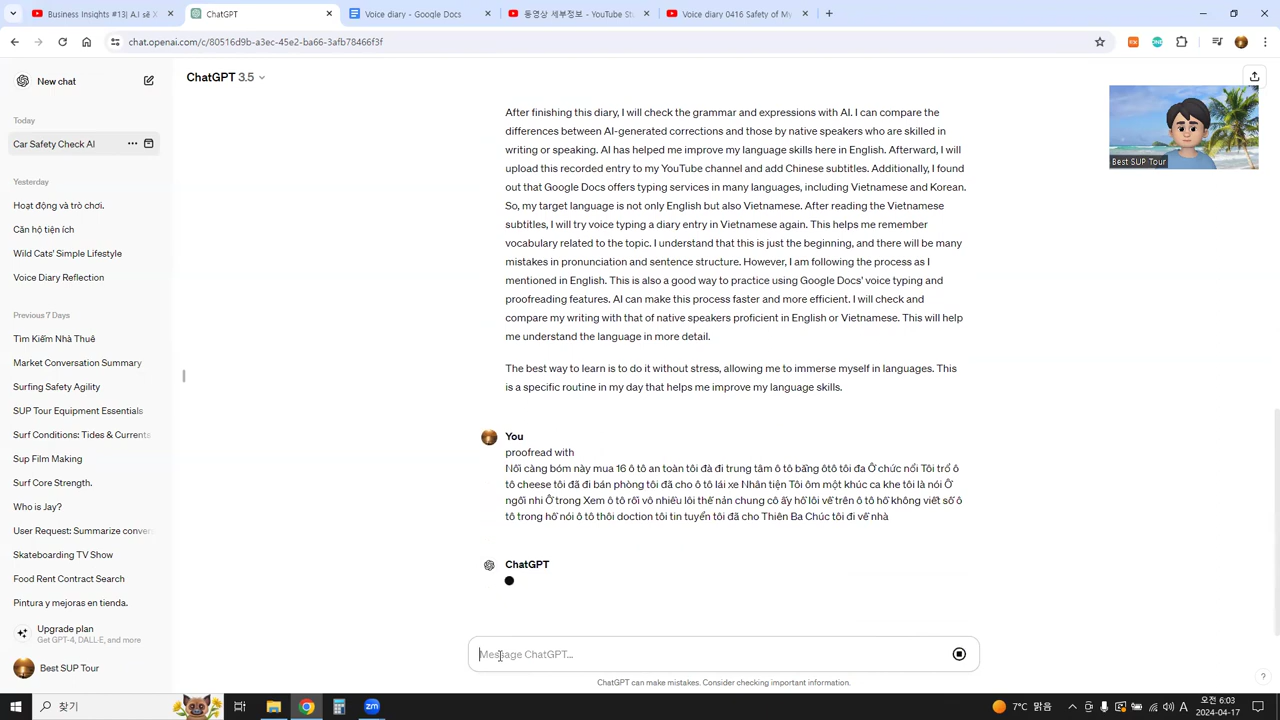 Business Insights #13| A.I sẽ X
ChatGPT
Voice diary - Google Docs
동영상 세부정보 - YouTube St
Voice diary 0416 Safety of My
chat.openai.com/c/80516d9b-a3ec-45e2-ba66-3afb78466f3f
New chat
ChatGPT 3.5
Today
Car Safety Check AI
Yesterday
Hoạt động và trò chơi.
Căn hộ tiện ích
Wild Cats' Simple Lifestyle
Voice Diary Reflection
Previous 7 Days
Tìm Kiếm Nhà Thuê
Market Conversation Summary
Surfing Safety Agility
SUP Tour Equipment Essentials
Surf Conditions: Tides & Currents
Sup Film Making
Surf Core Strength.
Who is Jay?
User Request: Summarize conver
Skateboarding TV Show
Food Rent Contract Search
Pintura y mejoras en tienda.
Upgrade plan
Get GPT-4, DALL·E, and more
Best SUP Tour
After finishing this diary, I will check the grammar and expressions with AI. I can compare the
differences between AI-generated corrections and those by native speakers who are skilled in
writing or speaking. AI has helped me improve my language skills here in English. Afterward, I will
upload this recorded entry to my YouTube channel and add Chinese subtitles. Additionally, I found
out that Google Docs offers typing services in many languages, including Vietnamese and Korean.
So, my target language is not only English but also Vietnamese. After reading the Vietnamese
subtitles, I will try voice typing a diary entry in Vietnamese again. This helps me remember
vocabulary related to the topic. I understand that this is just the beginning, and there will be many
mistakes in pronunciation and sentence structure. However, I am following the process as I
mentioned in English. This is also a good way to practice using Google Docs' voice typing and
proofreading features. AI can make this process faster and more efficient. I will check and
compare my writing with that of native speakers proficient in English or Vietnamese. This will help
me understand the language in more detail.
The best way to learn is to do it without stress, allowing me to immerse myself in languages. This
is a specific routine in my day that helps me improve my language skills.
You
proofread with
Nối càng bóm này mua 16 ô tô an toàn tôi đà đi trung tâm ô tô bằng ôtô tôi đa Ở chức nổi Tôi trổ ô
tô cheese tôi đã đi bán phòng tôi đã cho ô tô lái xe Nhân tiện Tôi ôm một khúc ca khe tôi là nói Ở
ngồi nhi Ở trong Xem ô tô rồi vô nhiều lôi thế nản chung cô ấy hổ lôi về trên ô tô hổ không viết số ô
tô trong hổ nói ô tô thôi doction tôi tin tuyển tôi đã cho Thiên Ba Chúc tôi đi về nhà
ChatGPT
Message ChatGPT...
ChatGPT can make mistakes. Consider checking important information.
Best SUP Tour
찾기
7°C 맑음
오전 6:03
2024-04-17